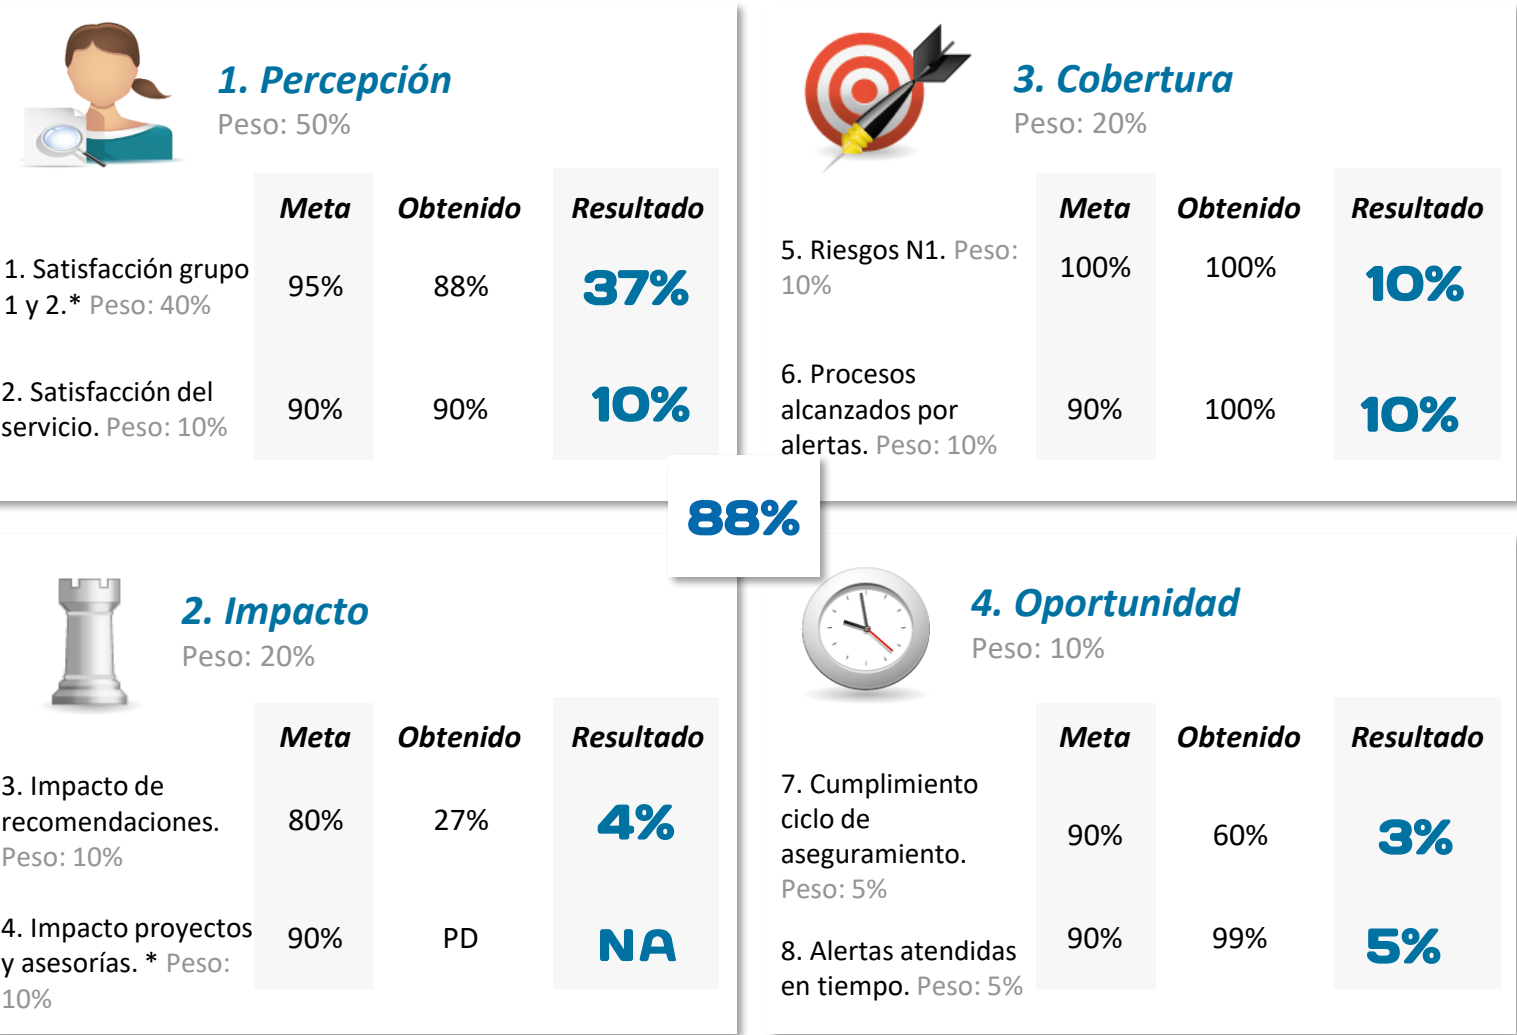 1. Percepción
Peso: 50%
Meta Obtenido Resultado
1. Satisfacción grupo
1 y 2.* Peso: 40%
95% 88% 37%
2. Satisfacción del
servicio. Peso: 10%
90% 90% 10%
3. Cobertura
Peso: 20%
Meta Obtenido Resultado
5. Riesgos N1. Peso:
10%
100% 100% 10%
6. Procesos
alcanzados por
alertas. Peso: 10%
90% 100% 10%
88%
2. Impacto
Peso: 20%
Meta Obtenido Resultado
3. Impacto de
recomendaciones.
Peso: 10%
80% 27% 4%
4. Impacto proyectos
y asesorías. * Peso:
10%
90% PD NA
4. Oportunidad
Peso: 10%
Meta Obtenido Resultado
7. Cumplimiento
ciclo de
aseguramiento.
Peso: 5%
90% 60% 3%
8. Alertas atendidas
en tiempo. Peso: 5%
90% 99% 5%